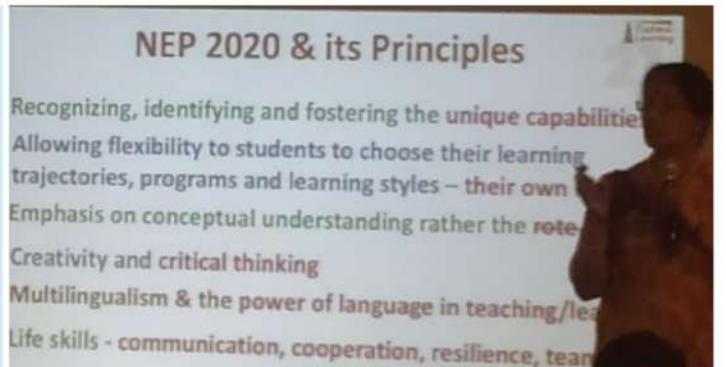 NEP 2020 & its Principles
Recognizing, identifying and fostering the unique capabilitie
Allowing flexibility to students to choose their learning
trajectories, programs and learning styles – their own
Emphasis on conceptual understanding rather the rote
Creativity and critical thinking
Multilingualism & the power of language in teaching/lea
Life skills - communication, cooperation, resilience, tea